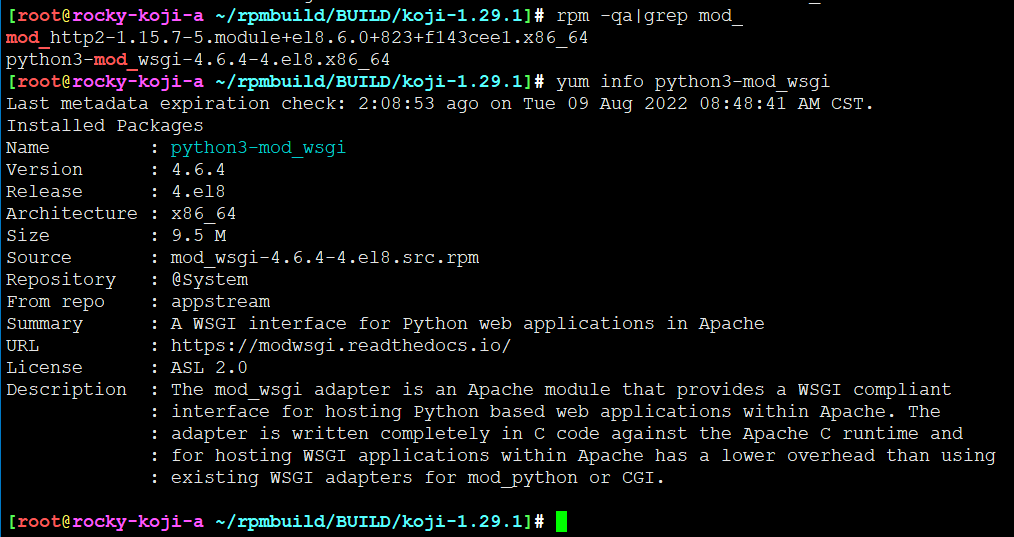 [root@rocky-koji-a ~/rpmbuild/BUILD/koji-1.29.1]# rpm -qa|grep mod_
mod_http2-1.15.7-5.module+el8.6.0+823+f143cee1.x86_64
python3-mod_wsgi-4.6.4-4.el8.x86_64
[root@rocky-koji-a ~/rpmbuild/BUILD/koji-1.29.1]# yum info python3-mod_wsgi
Last metadata expiration check: 2:08:53 ago on Tue 09 Aug 2022 08:48:41 AM CST.
Installed Packages
Name         : python3-mod_wsgi
Version      : 4.6.4
Release      : 4.el8
Architecture : x86_64
Size         : 9.5 M
Source       : mod_wsgi-4.6.4-4.el8.src.rpm
Repository   : @System
From repo    : appstream
Summary      : A WSGI interface for Python web applications in Apache
URL          : https://modwsgi.readthedocs.io/
License      : ASL 2.0
Description  : The mod_wsgi adapter is an Apache module that provides a WSGI compliant
             : interface for hosting Python based web applications within Apache. The
             : adapter is written completely in C code against the Apache C runtime and
             : for hosting WSGI applications within Apache has a lower overhead than using
             : existing WSGI adapters for mod_python or CGI.
[root@rocky-koji-a ~/rpmbuild/BUILD/koji-1.29.1]#